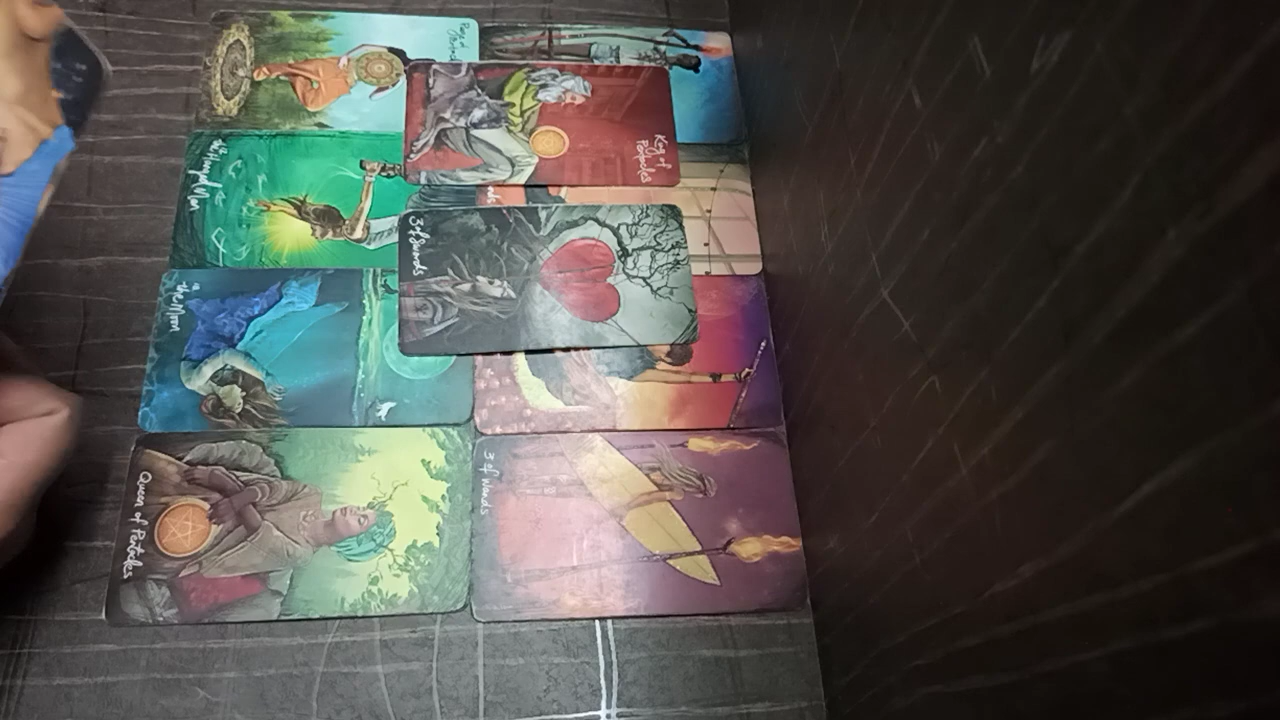 Page of
Pentacles
King of
Pentacles
the Hanged Man
3 of Swords
the Moon
Queen of Pentacles
3 of Wands